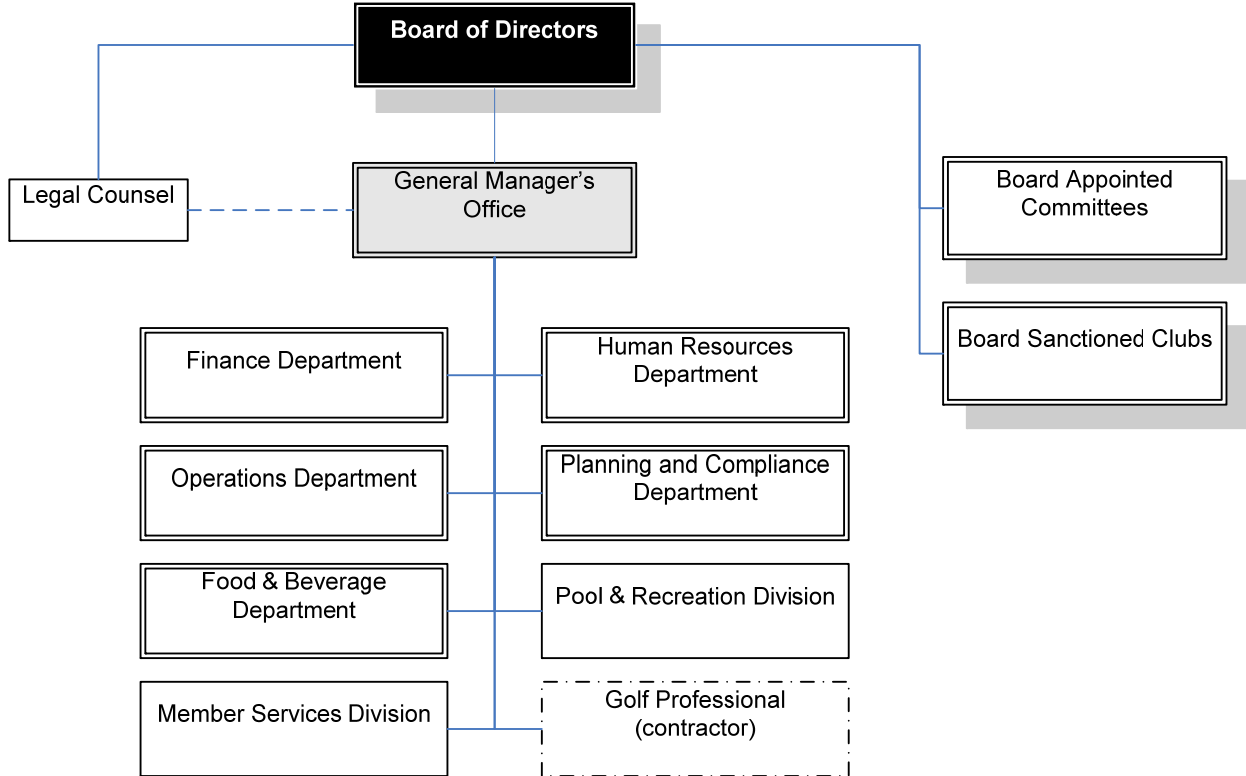 Board of Directors
Legal Counsel
General Manager’s
Office
Board Appointed
Committees
Board Sanctioned Clubs
Finance Department
Human Resources
Department
Operations Department
Planning and Compliance
Department
Food & Beverage
Department
Pool & Recreation Division
Member Services Division
Golf Professional
(contractor)